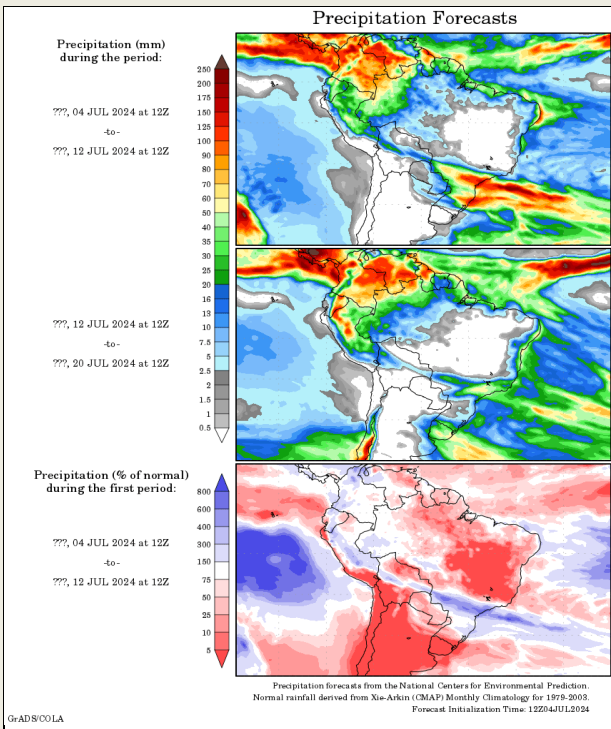 Precipitation Forecasts
Precipitation (mm)
during the period:
???, 04 JUL 2024 at 12Z
-to-
???, 12 JUL 2024 at 12Z
250
200
175
150
125
100
90
80
70
60
50
40
35
30
25
20
16
13
10
7.5
5
2.5
2
1.5
1
0.5
???, 12 JUL 2024 at 12Z
-to-
???, 20 JUL 2024 at 12Z
Precipitation (% of normal)
during the first period:
???, 04 JUL 2024 at 12Z
-to-
???, 12 JUL 2024 at 12Z
800
600
400
300
150
75
50
25
10
5
Precipitation forecasts from the National Centers for Environmental Prediction.
Normal rainfall derived from Xie-Arkin (CMAP) Monthly Climatology for 1979-2003.
Forecast Initialization Time: 12Z04JUL2024
GrADS/COLA